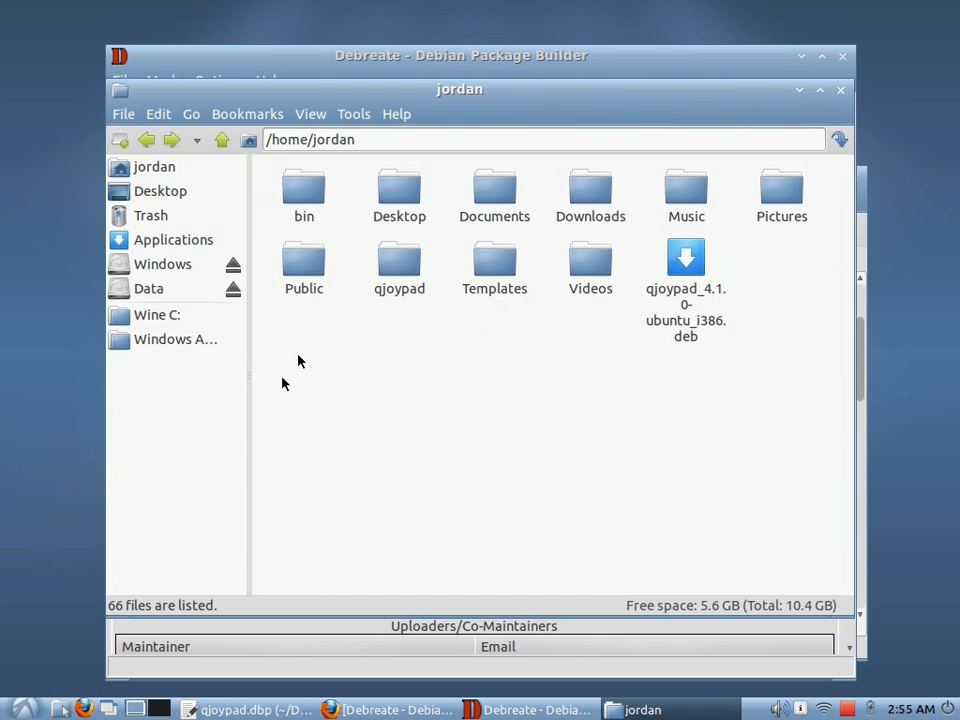 Debreate - Debian Package Builder
jordan
File Edit Go Bookmarks View Tools Help
/home/jordan
jordan
Desktop
Trash
Applications
Windows
Data
Wine C:
Windows A...
bin
Desktop
Documents
Downloads
Music
Pictures
Public
qjoypad
Templates
Videos
qjoypad_4.1.
0-
ubuntu_i386.
deb
66 files are listed.
Free space: 5.6 GB (Total: 10.4 GB)
Uploaders/Co-Maintainers
Maintainer Email
qjoypad.dbp (~/D...
[Debreate - Debia...
Debreate - Debia...
jordan
2:55 AM